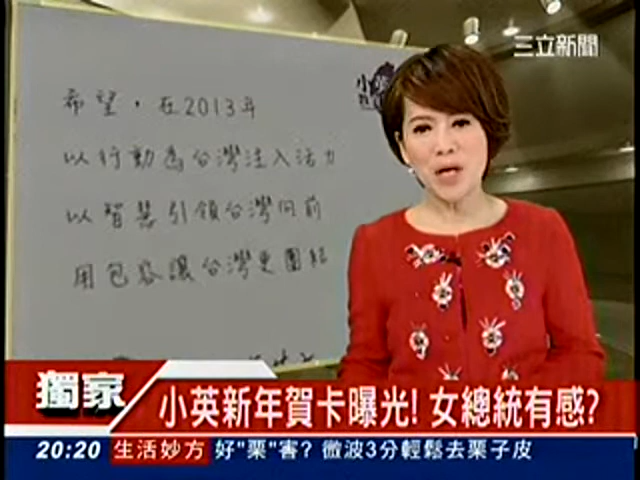 三立新聞
小英
希望，在2013年
以行動為台灣注入活力
以智慧引領台灣向前
用包容讓台灣更團結
獨家
小英新年賀卡曝光! 女總統有感?
20:20 生活妙方 好"栗"害? 微波3分輕鬆去栗子皮